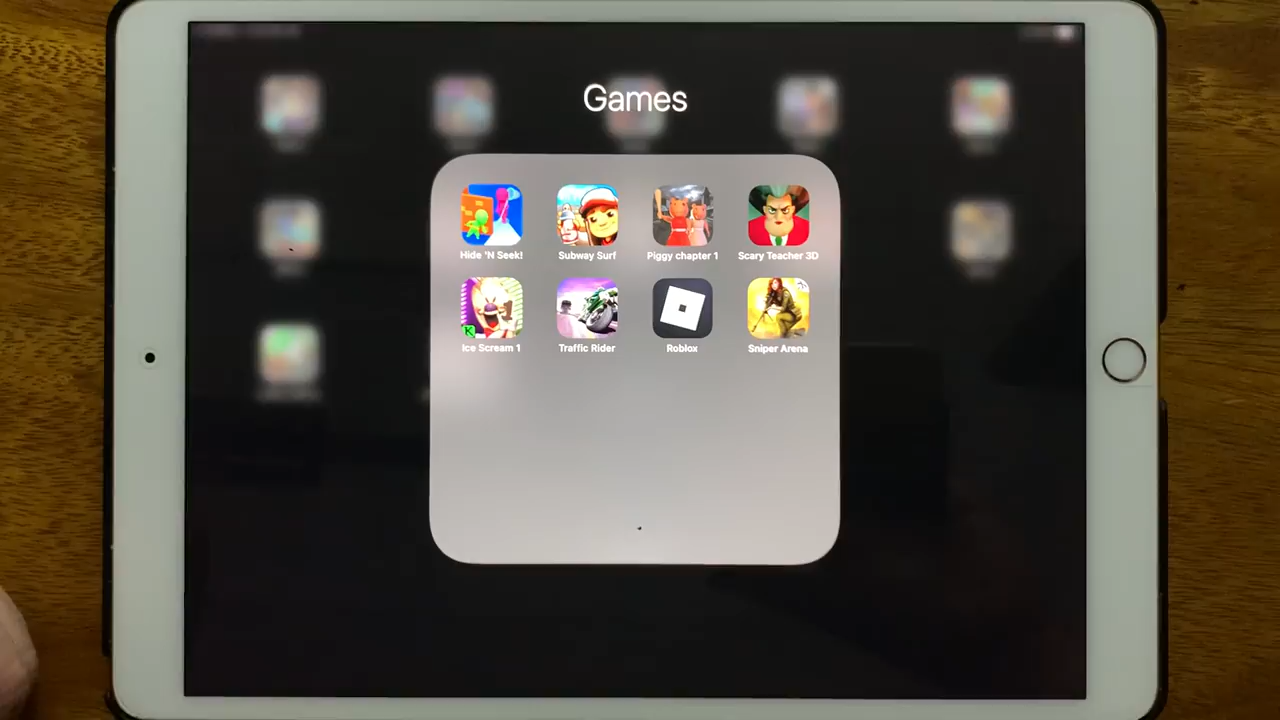 Games
Hide 'N Seek!
Subway Surf
Piggy chapter 1
Scary Teacher 3D
Ice Scream 1
Traffic Rider
Roblox
Sniper Arena